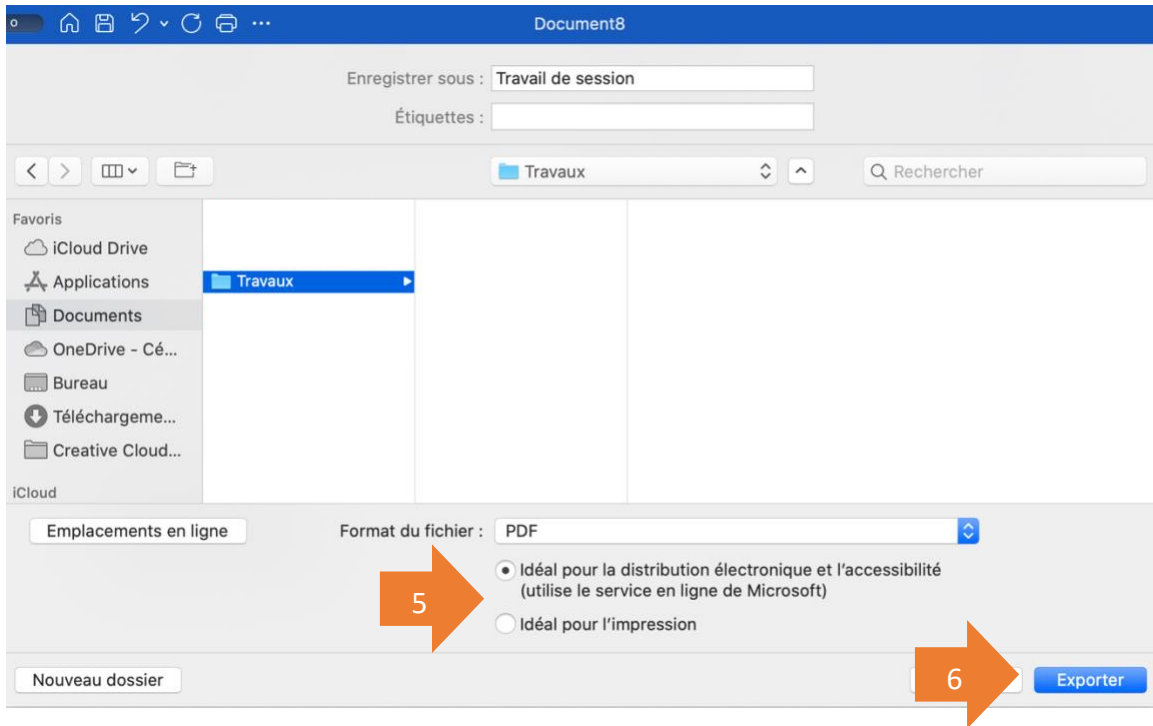 Document8
Enregistrer sous : Travail de session
Étiquettes :
Travaux
Rechercher
Favoris
iCloud Drive
Applications
Documents
OneDrive - Cé...
Bureau
Téléchargeme...
Creative Cloud...
iCloud
Travaux
Emplacements en ligne
Format du fichier : PDF
5
Idéal pour la distribution électronique et l'accessibilité
(utilise le service en ligne de Microsoft)
Idéal pour l'impression
Nouveau dossier
6
Exporter